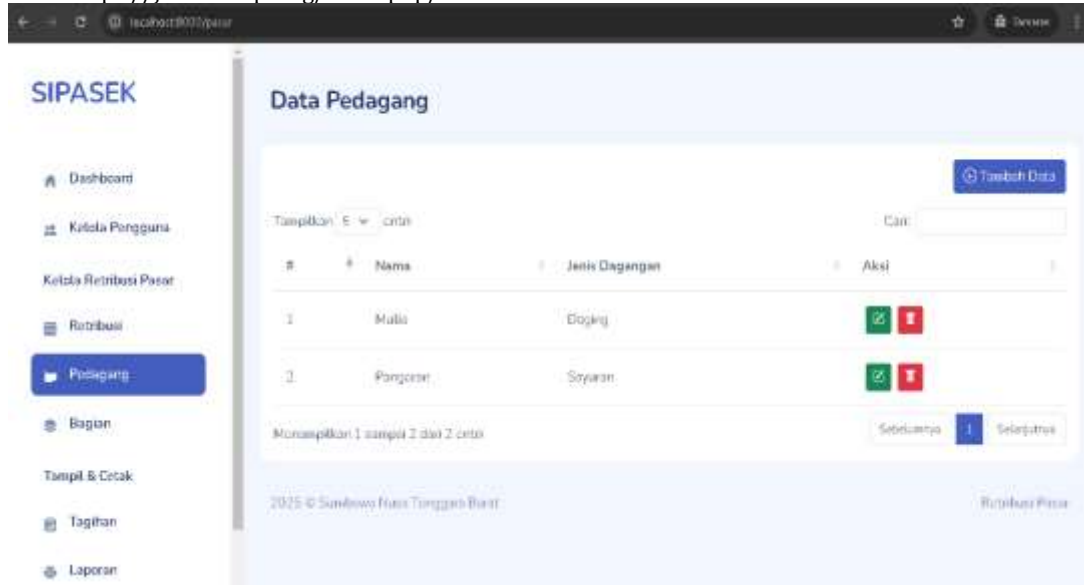 SIPASEK
Data Pedagang
Dashboard
Kelola Pengguna
Kelola Retribusi Pasar
Retribusi
Pedagang
Bagian
Tampil & Cetak
Tagihan
Laporan
Tambah Data
Tampilkan 5 entri
Cari:
# Nama Jenis Dagangan Aksi
1 Daging
2 Sayuran
Menampilkan 1 sampai 2 dari 2 entri
Sebelumnya 1 Selanjutnya
2025 © Sumbawa Nusa Tenggara Barat
Retribusi Pasar